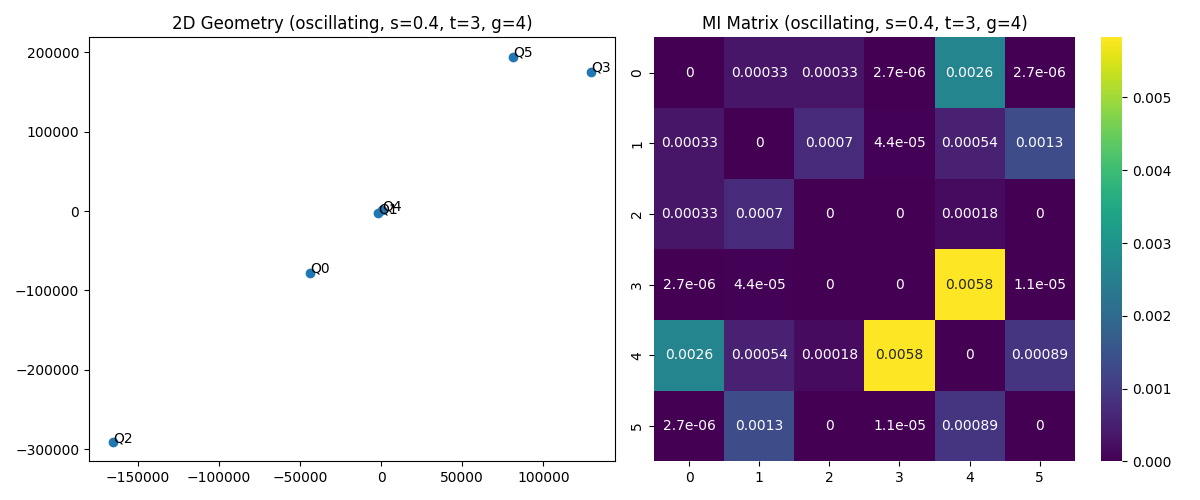 2D Geometry (oscillating, s=0.4, t=3, g=4)
200000
100000
0
−100000
−200000
−300000
−150000 −100000 −50000 0 50000 100000
Q5
Q3
Q4
Q1
Q0
Q2
MI Matrix (oscillating, s=0.4, t=3, g=4)
0 0 0.00033 0.00033 2.7e-06 0.0026 2.7e-06
1 0.00033 0 0.0007 4.4e-05 0.00054 0.0013
2 0.00033 0.0007 0 0 0.00018 0
3 2.7e-06 4.4e-05 0 0 0.0058 1.1e-05
4 0.0026 0.00054 0.00018 0.0058 0 0.00089
5 2.7e-06 0.0013 0 1.1e-05 0.00089 0
0 1 2 3 4 5
0.005
0.004
0.003
0.002
0.001
0.000